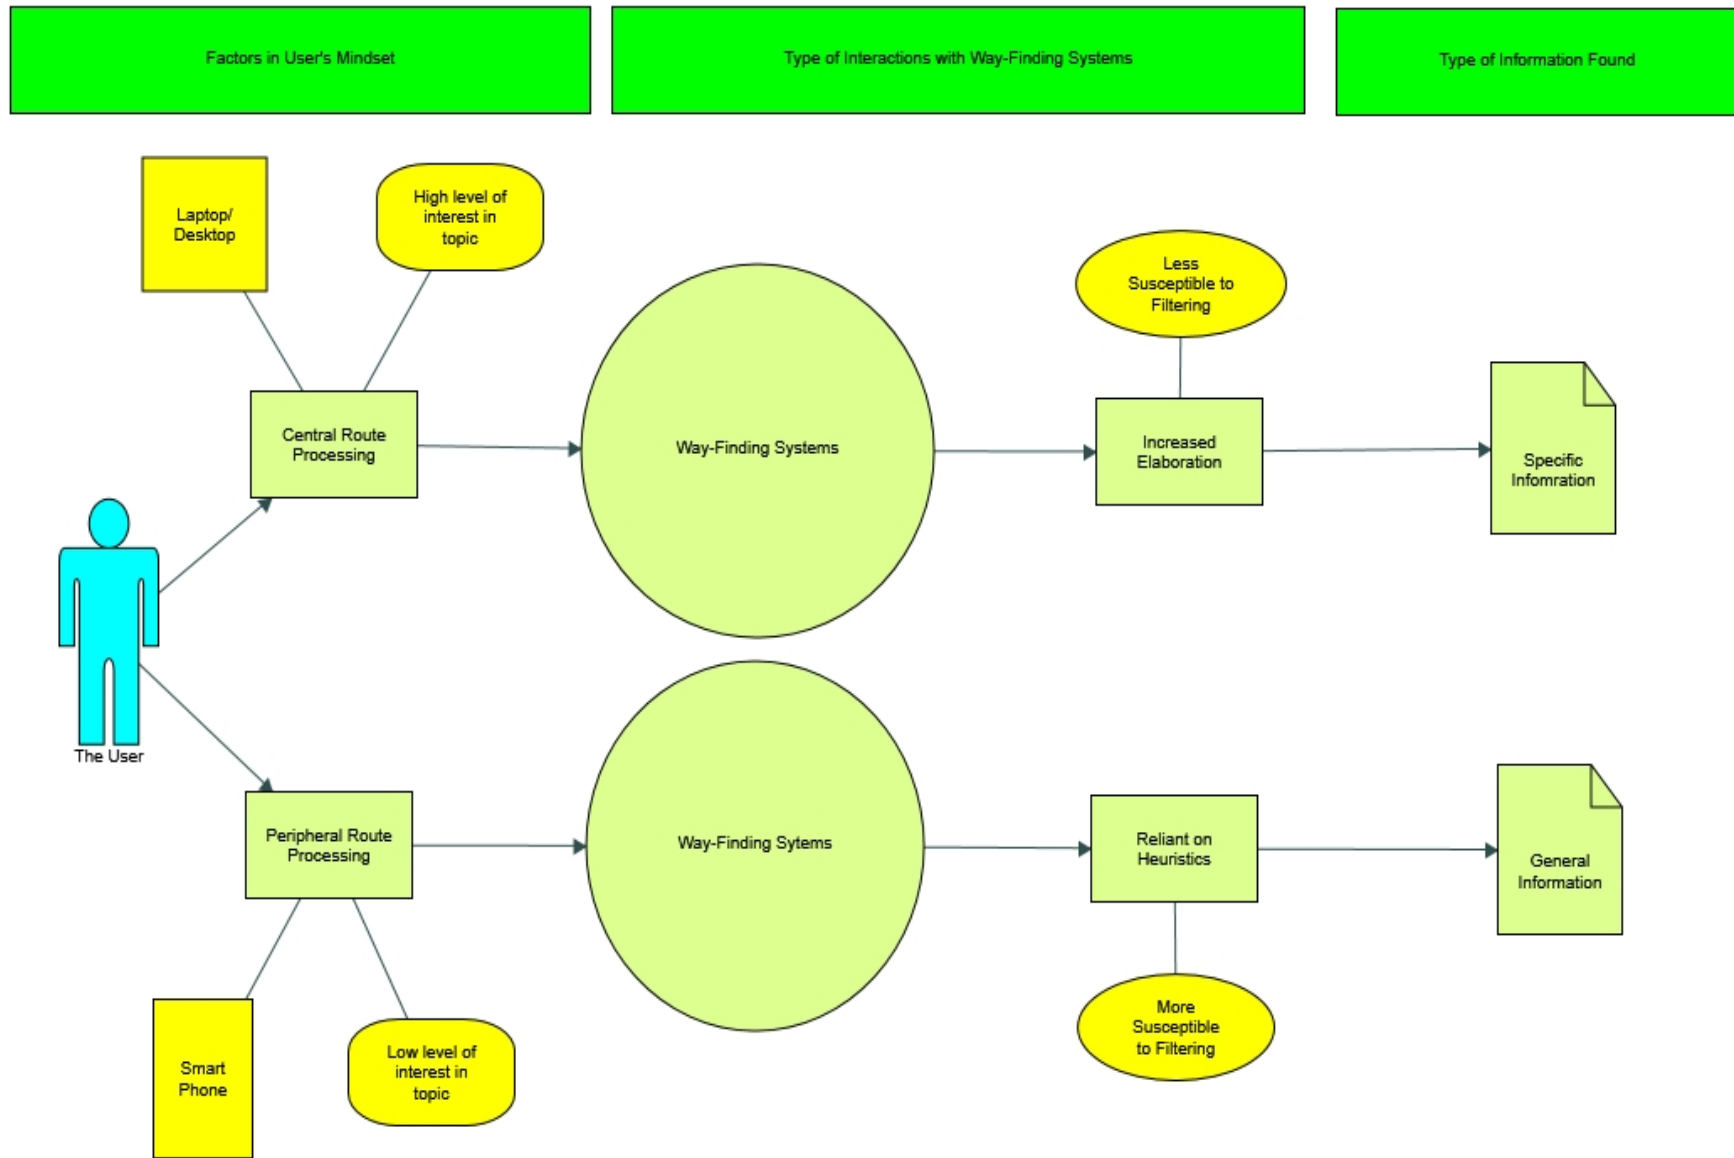 Factors in User's Mindset
Type of Interactions with Way-Finding Systems
Type of Information Found
Laptop/
Desktop
High level of
interest in
topic
Less
Susceptible to
Filtering
Central Route
Processing
Way-Finding Systems
Increased
Elaboration
Specific
Infomration
The User
Peripheral Route
Processing
Way-Finding Sytems
Reliant on
Heuristics
General
Information
Smart
Phone
Low level of
interest in
topic
More
Susceptible
to Filtering